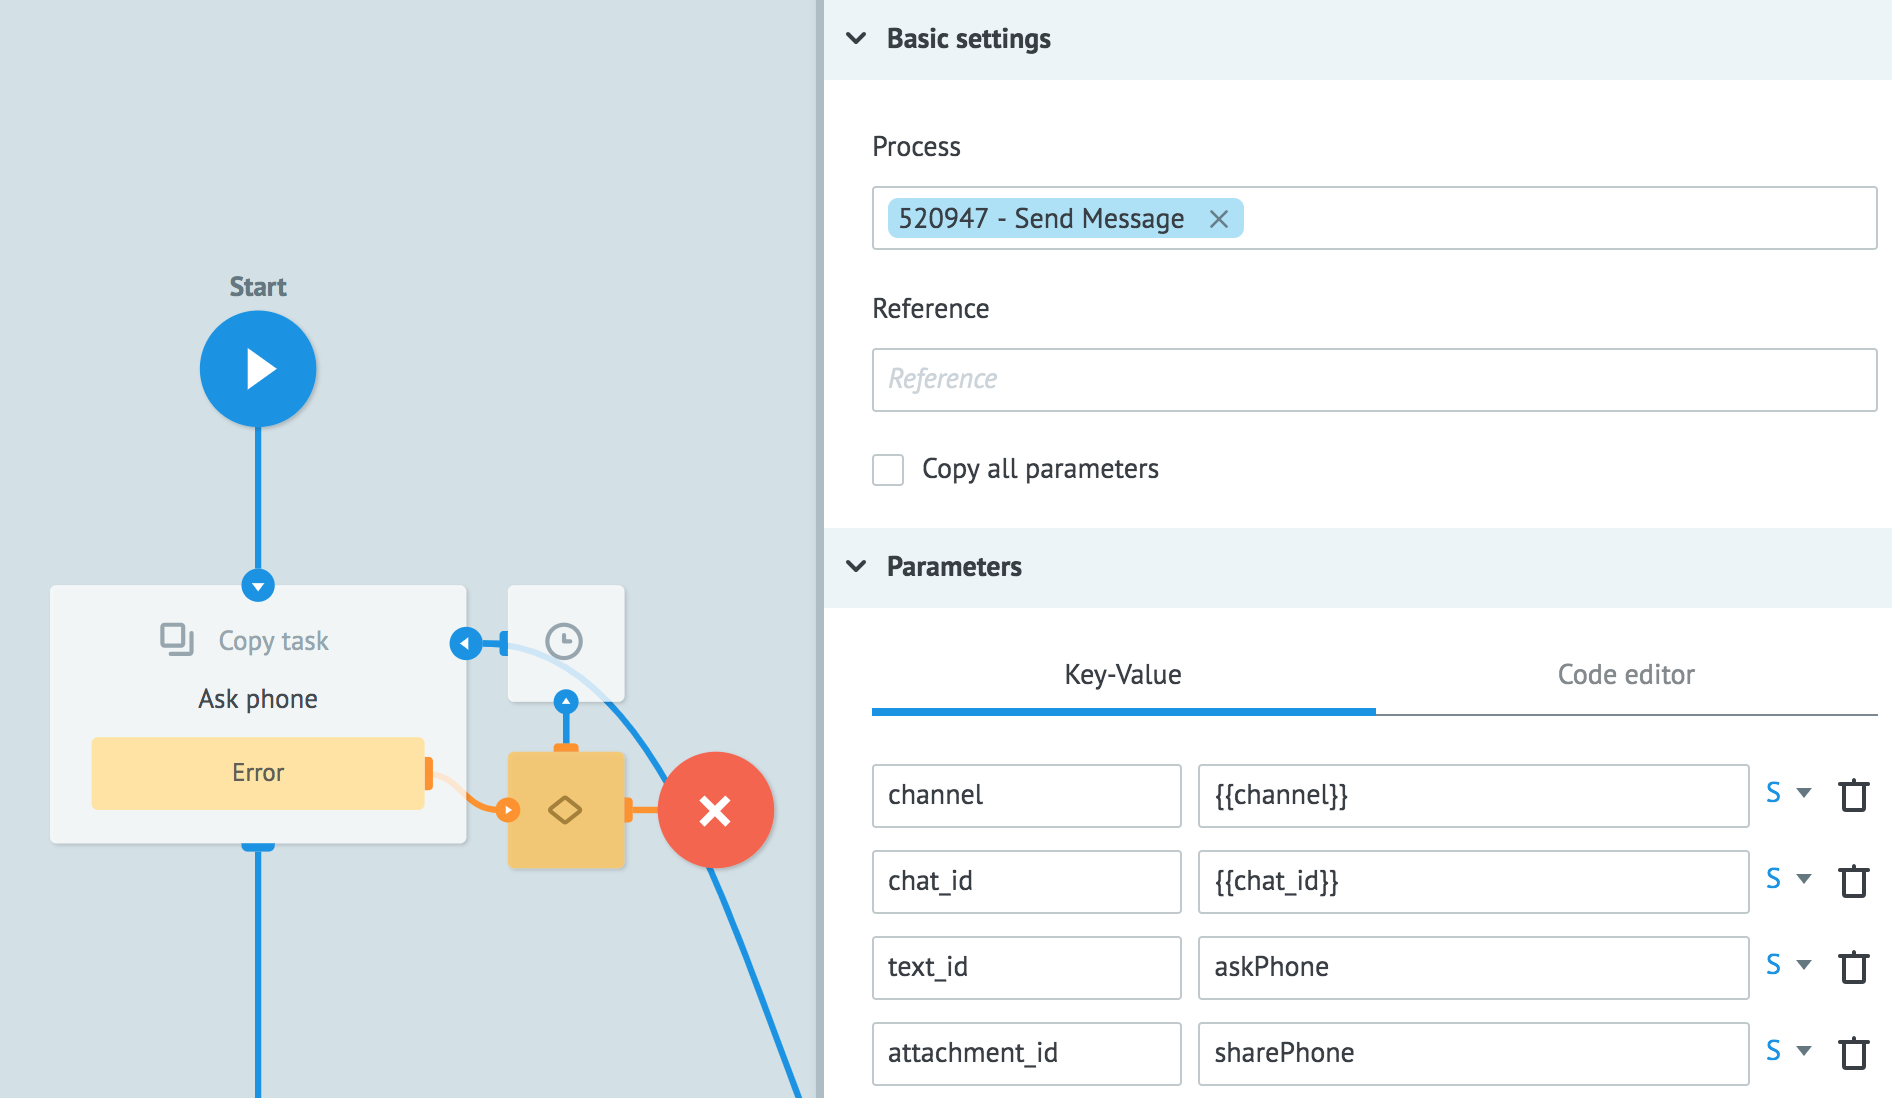 Start
Copy task
Ask phone
Error
Basic settings
Process
520947 - Send Message
Reference
Reference
Copy all parameters
Parameters
Key-Value
Code editor
channel {{channel}} S
chat_id {{chat_id}} S
text_id askPhone S
attachment_id sharePhone S